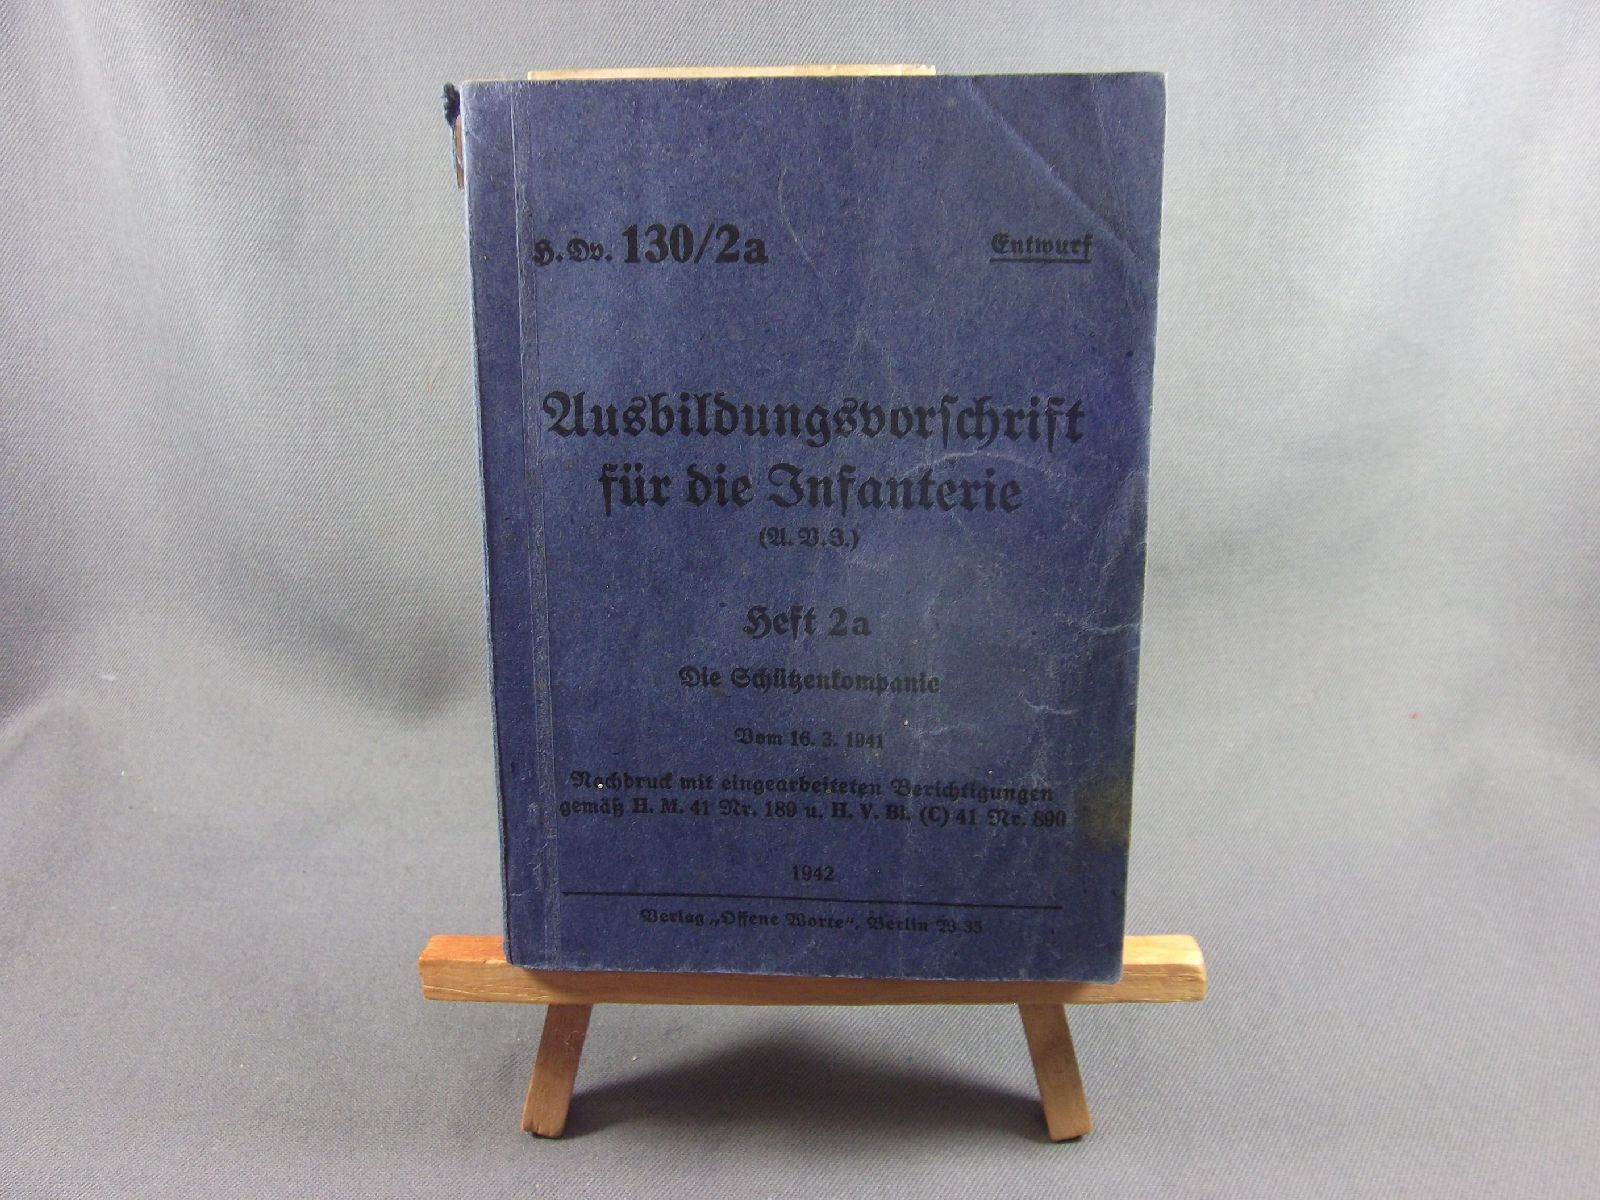 H. Dv. 130/2a
Entwurf
Ausbildungsvorschrift
für die Infanterie
(A. V. I.)
Heft 2a
Die Schützenkompanie
Vom 16. 3. 1941
Nachdruck mit eingearbeiteten Berichtigungen
gemäß H. M. 41 Nr. 189 u. H. V. Bl. (C) 41 Nr. 890
1942
Verlag „Offene Worte“, Berlin W 35